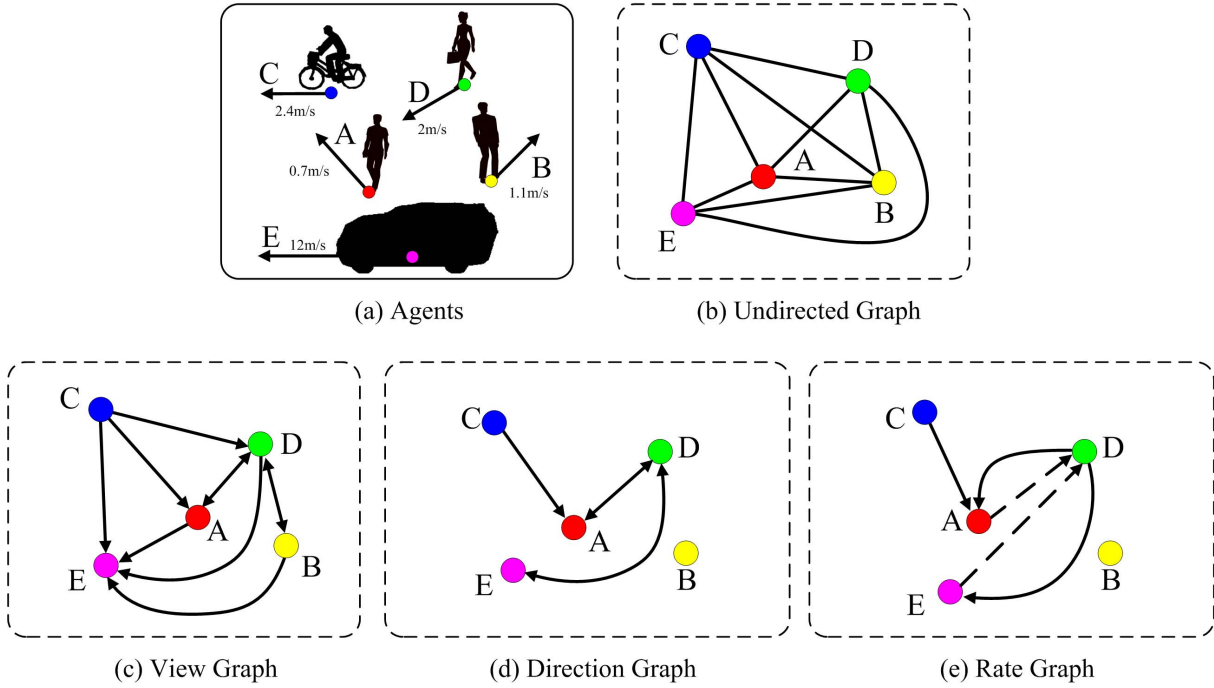 C
2.4m/s
D
2m/s
A
0.7m/s
B
1.1m/s
E
12m/s
(a) Agents
C
D
A
B
E
(b) Undirected Graph
C
D
A
B
E
(c) View Graph
C
D
A
B
E
(d) Direction Graph
C
D
A
B
E
(e) Rate Graph